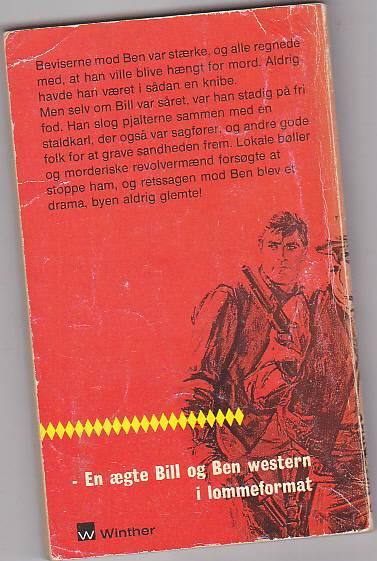 Beviserne mod Ben var stærke, og alle regnede
med, at han ville blive hængt for mord. Aldrig
havde han været i sådan en knibe.
Men selv om Bill var såret, var han stadig på fri
fod. Han slog pjalterne sammen med en
staldkarl, der også var sagfører, og andre gode
folk for at grave sandheden frem. Lokale bøller
og morderiske revolvermænd forsøgte at
stoppe ham, og retssagen mod Ben blev et
drama, byen aldrig glemte!
- En ægte Bill og Ben western
i lommeformat
W Winther